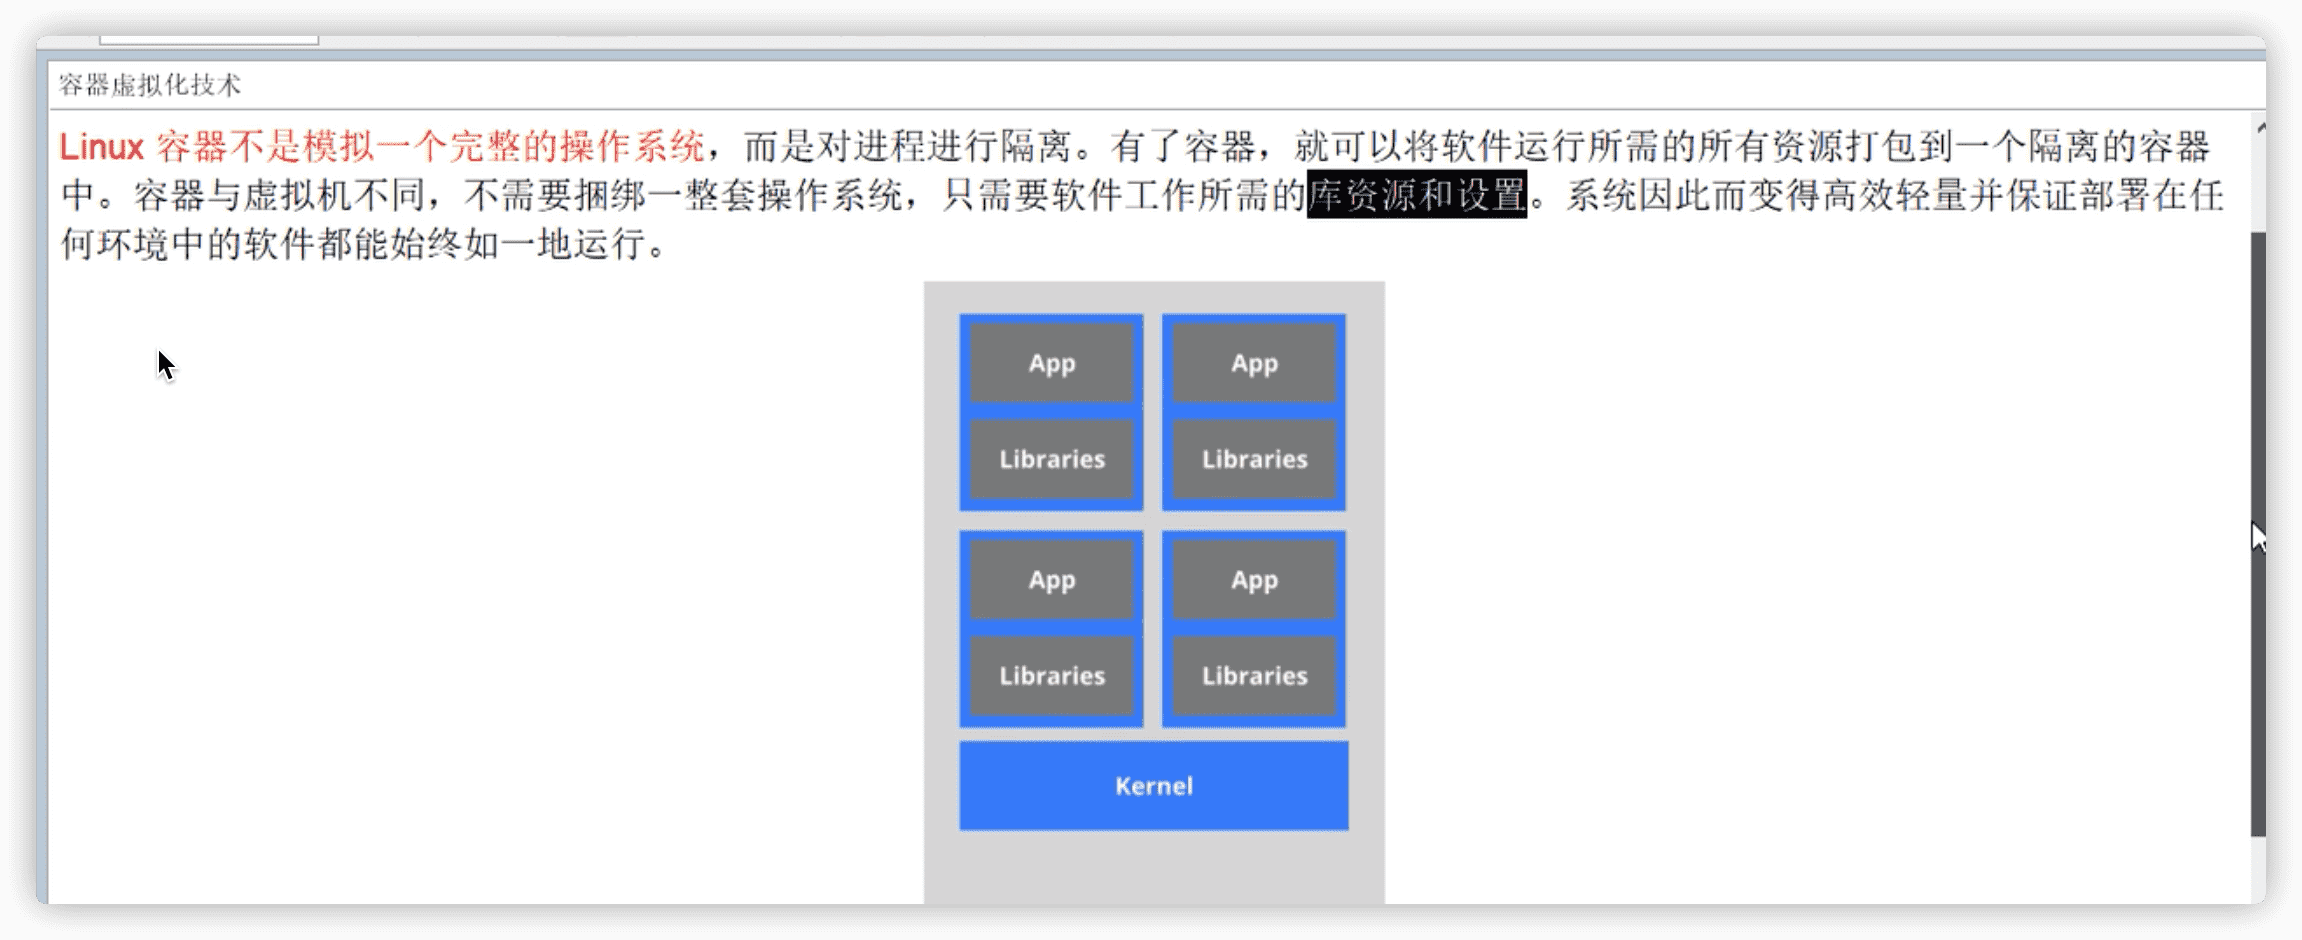 容器虚拟化技术
Linux 容器不是模拟一个完整的操作系统，而是对进程进行隔离。有了容器，就可以将软件运行所需的所有资源打包到一个隔离的容器
中。容器与虚拟机不同，不需要捆绑一整套操作系统，只需要软件工作所需的库资源和设置。系统因此而变得高效轻量并保证部署在任
何环境中的软件都能始终如一地运行。
App App
Libraries Libraries
App App
Libraries Libraries
Kernel